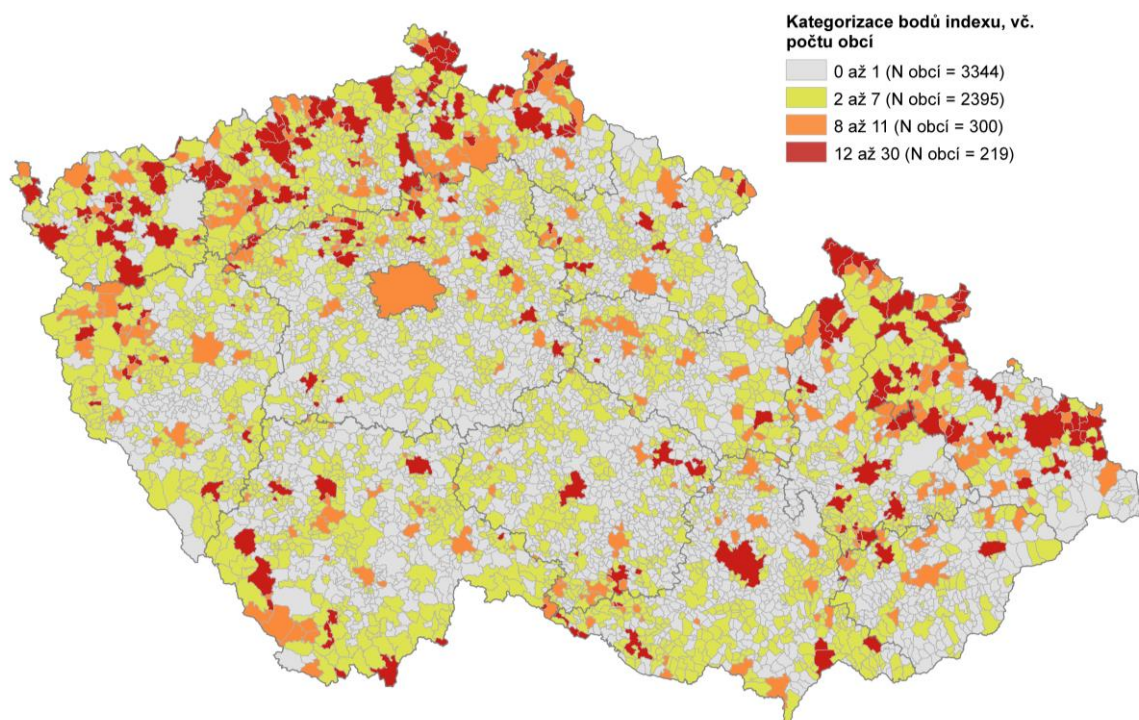 Kategorizace bodů indexu, vč.
počtu obcí
0 až 1 (N obcí = 3344)
2 až 7 (N obcí = 2395)
8 až 11 (N obcí = 300)
12 až 30 (N obcí = 219)